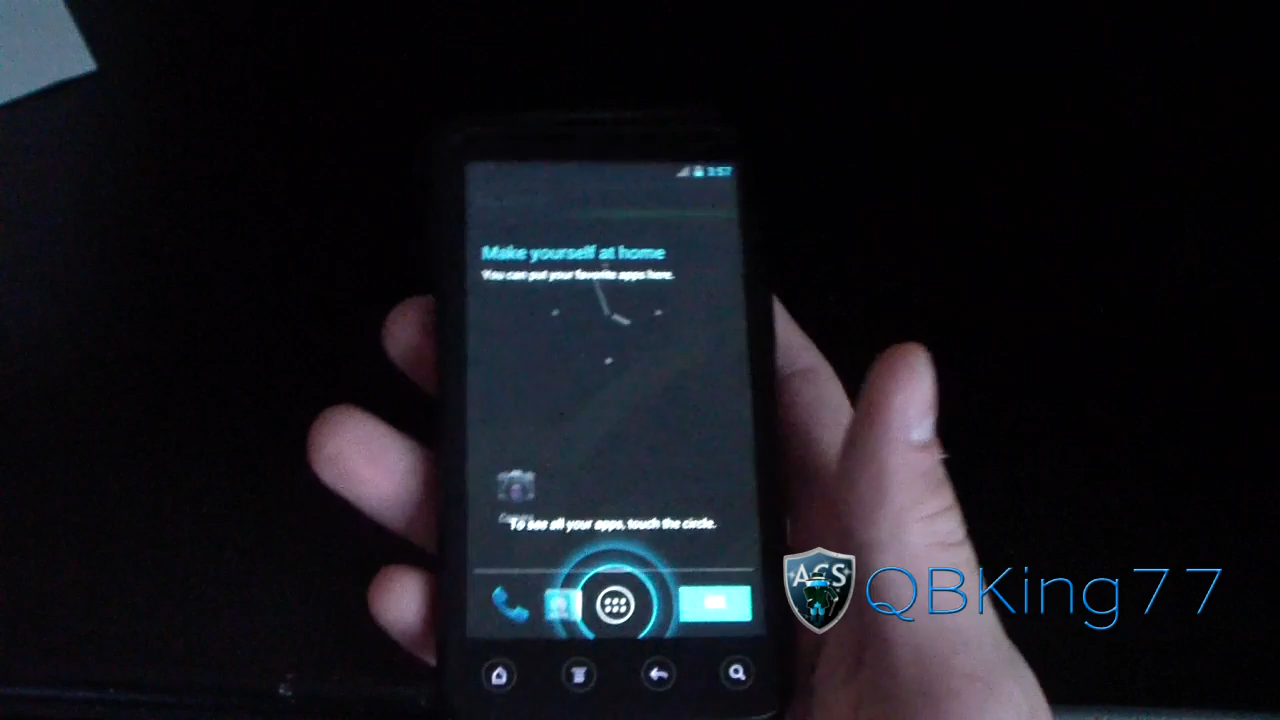 3:57
Make yourself at home
You can put your favorite apps here.
To see all your apps, touch the circle.
ACS
QBKing77